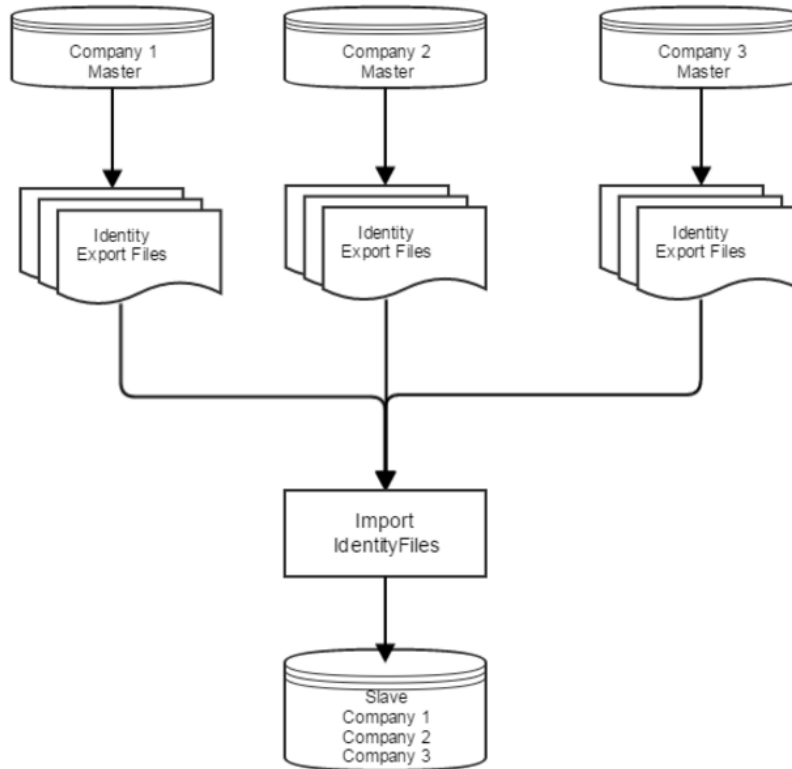 Company 1
Master
Company 2
Master
Company 3
Master
Identity
Export Files
Identity
Export Files
Identity
Export Files
Import
IdentityFiles
Slave
Company 1
Company 2
Company 3